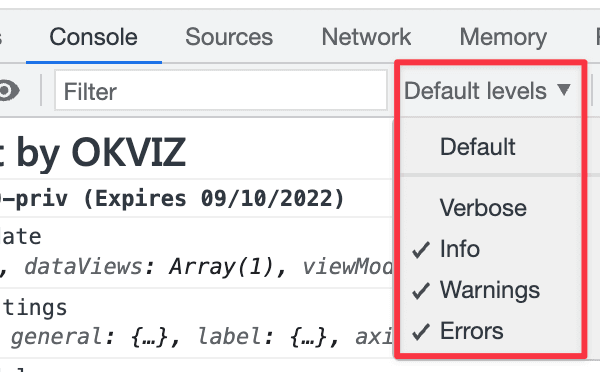 Console Sources Network Memory
Filter Default levels ▼
Default
Verbose
✓ Info
✓ Warnings
✓ Errors
t by OKVIZ
-priv (Expires 09/10/2022)
ate
, dataViews: Array(1), viewMod
tings
general: {…}, label: {…}, axi